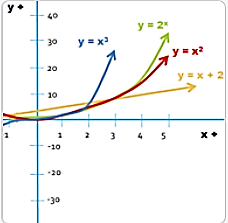 y
40
y = 2ˣ
30
y = x³
y = x²
20
y = x + 2
10
1 1 2 3 4 5 x
-10
-20
-30